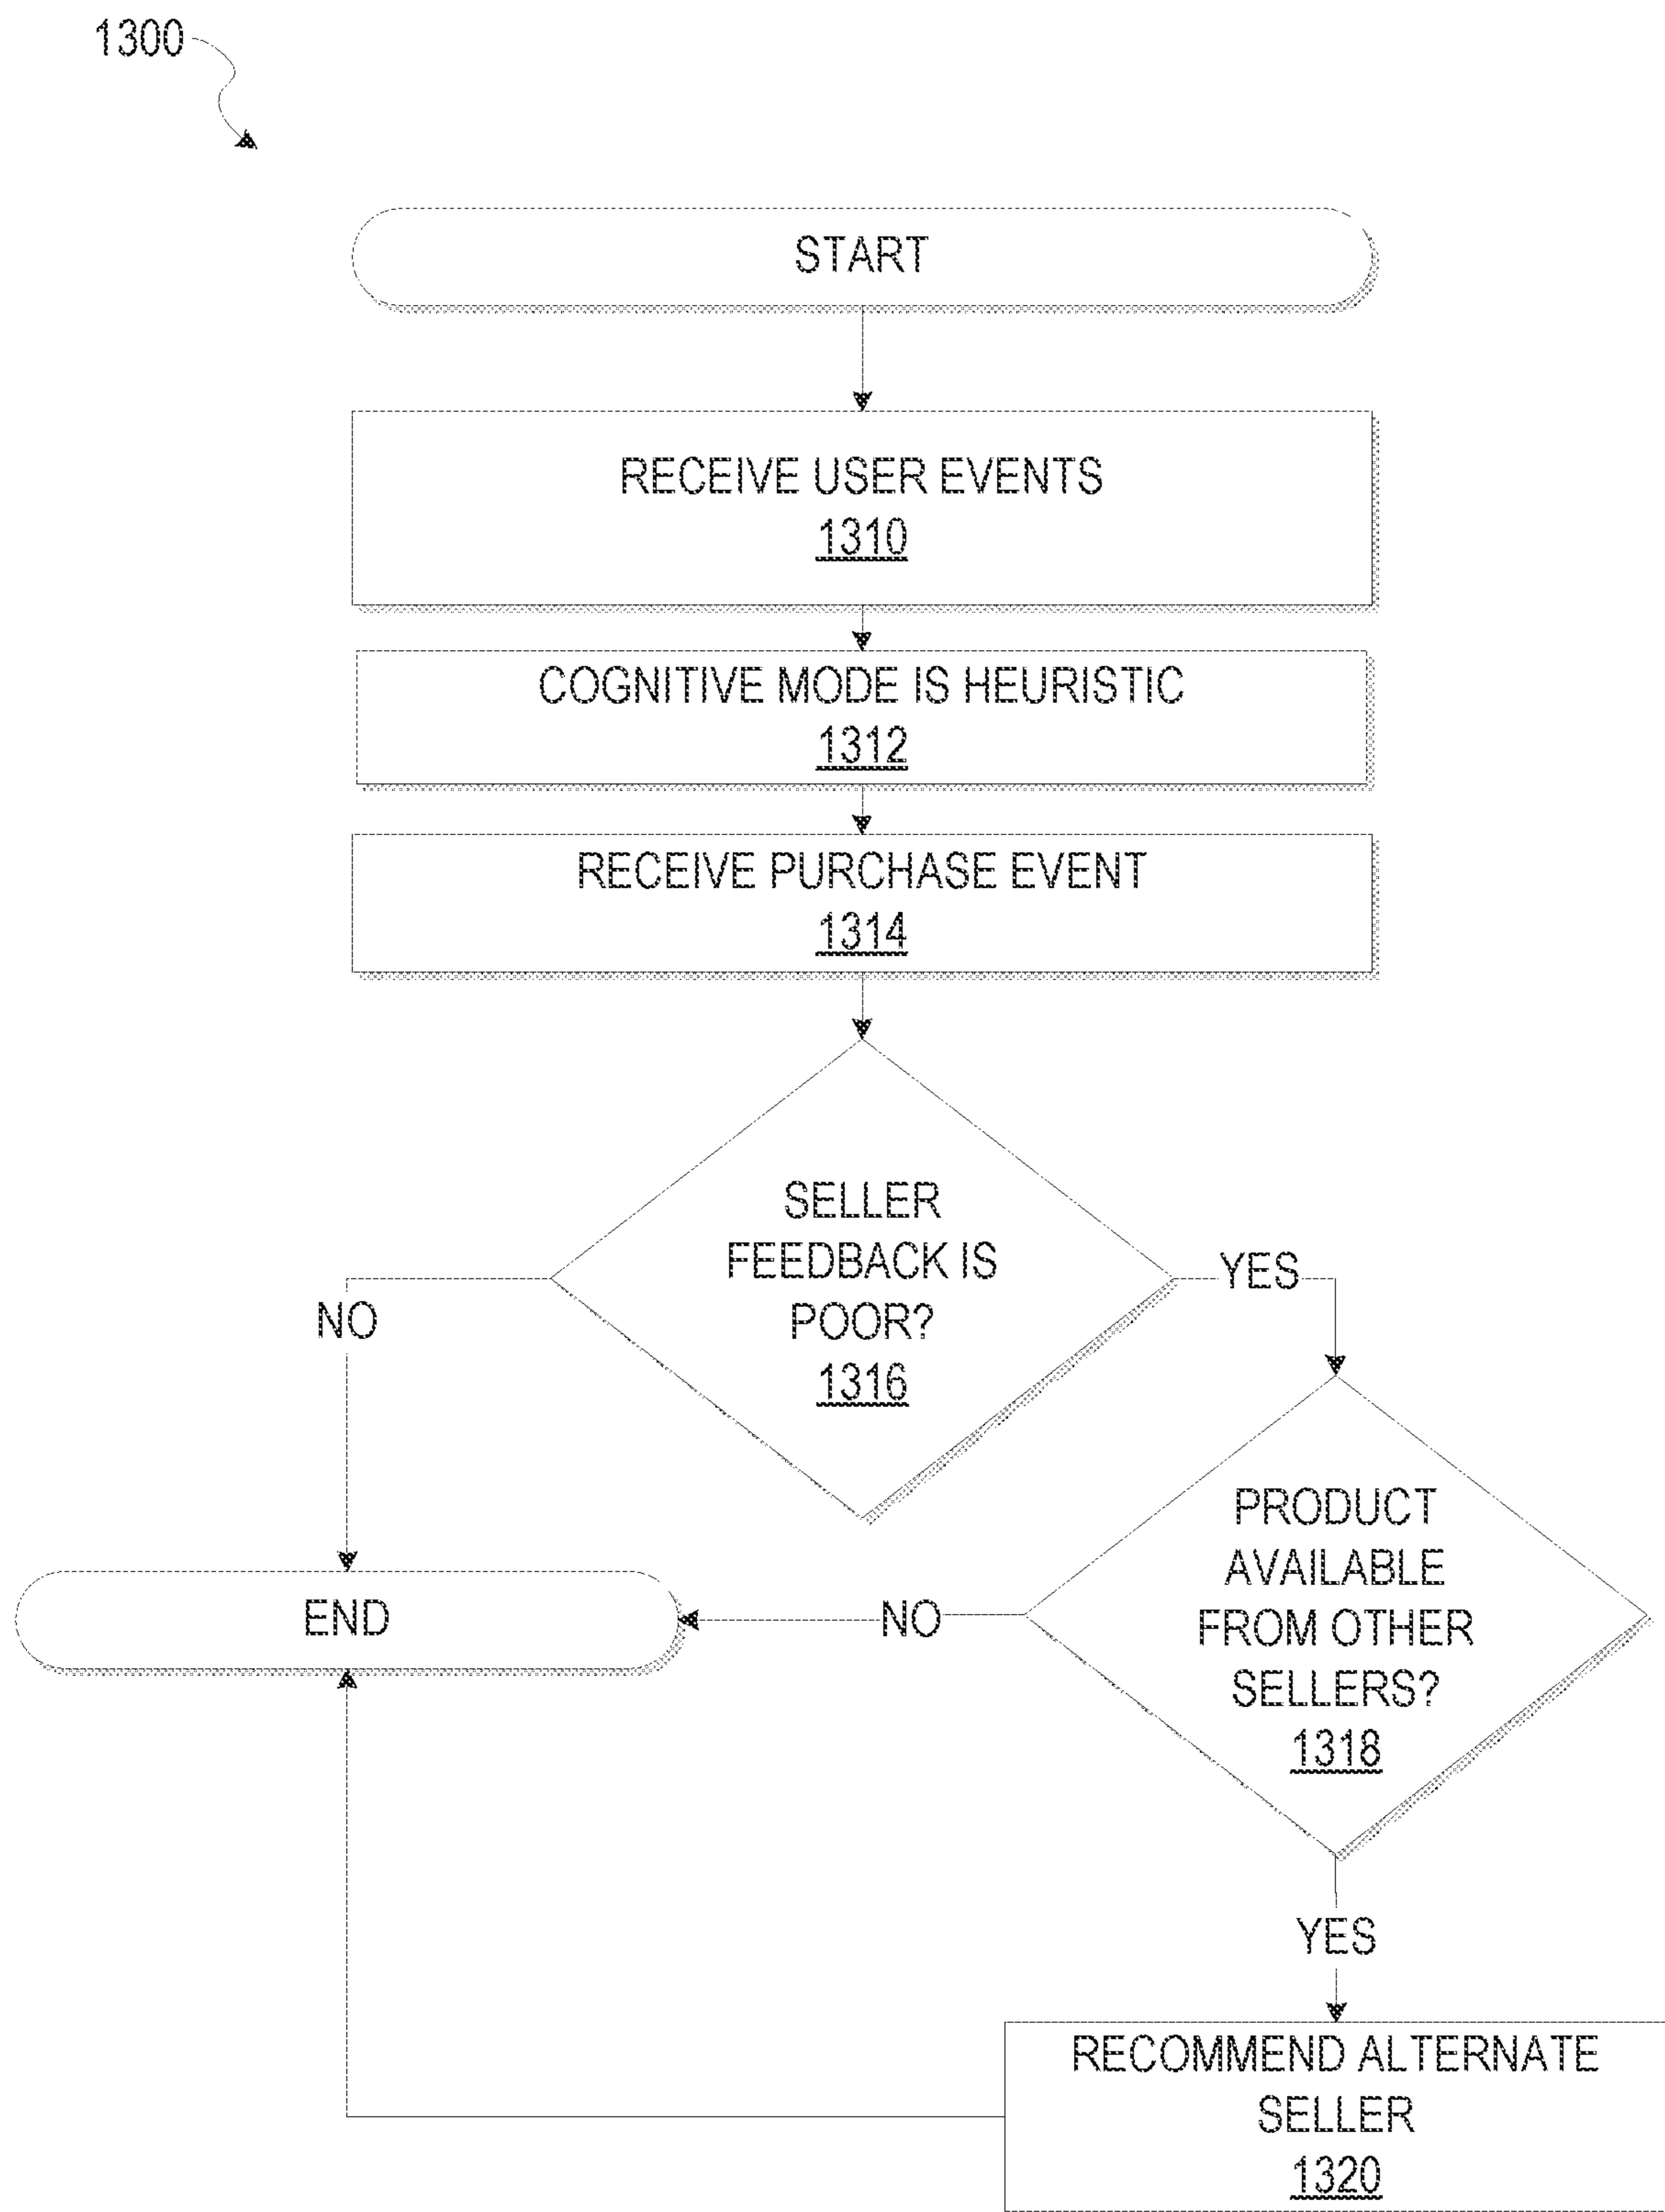 1300
START
RECEIVE USER EVENTS
1310
COGNITIVE MODE IS HEURISTIC
1312
RECEIVE PURCHASE EVENT
1314
SELLER
FEEDBACK IS
POOR?
1316
YES
NO
PRODUCT
AVAILABLE
FROM OTHER
SELLERS?
1318
NO
END
YES
RECOMMEND ALTERNATE
SELLER
1320